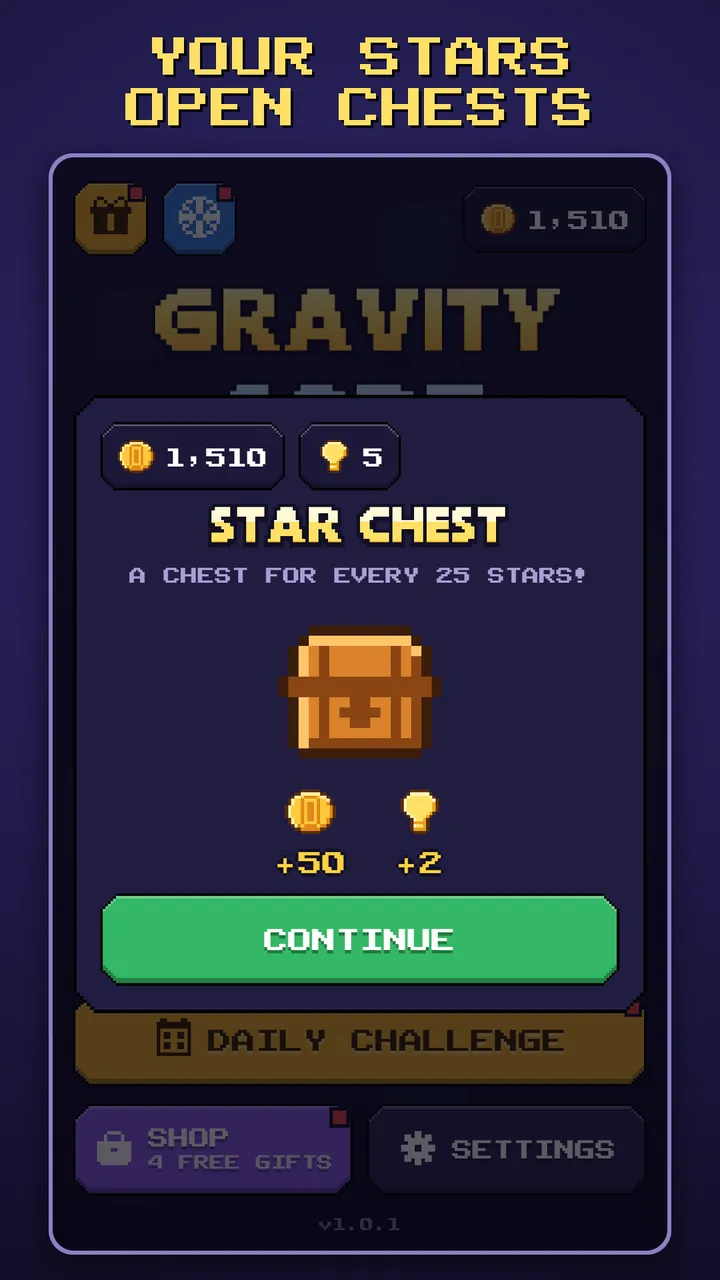 YOUR STARS
OPEN CHESTS
1,510
GRAVITY
1,510
5
STAR CHEST
A CHEST FOR EVERY 25 STARS!
+50
+2
CONTINUE
DAILY CHALLENGE
SHOP
4 FREE GIFTS
SETTINGS
v1.0.1